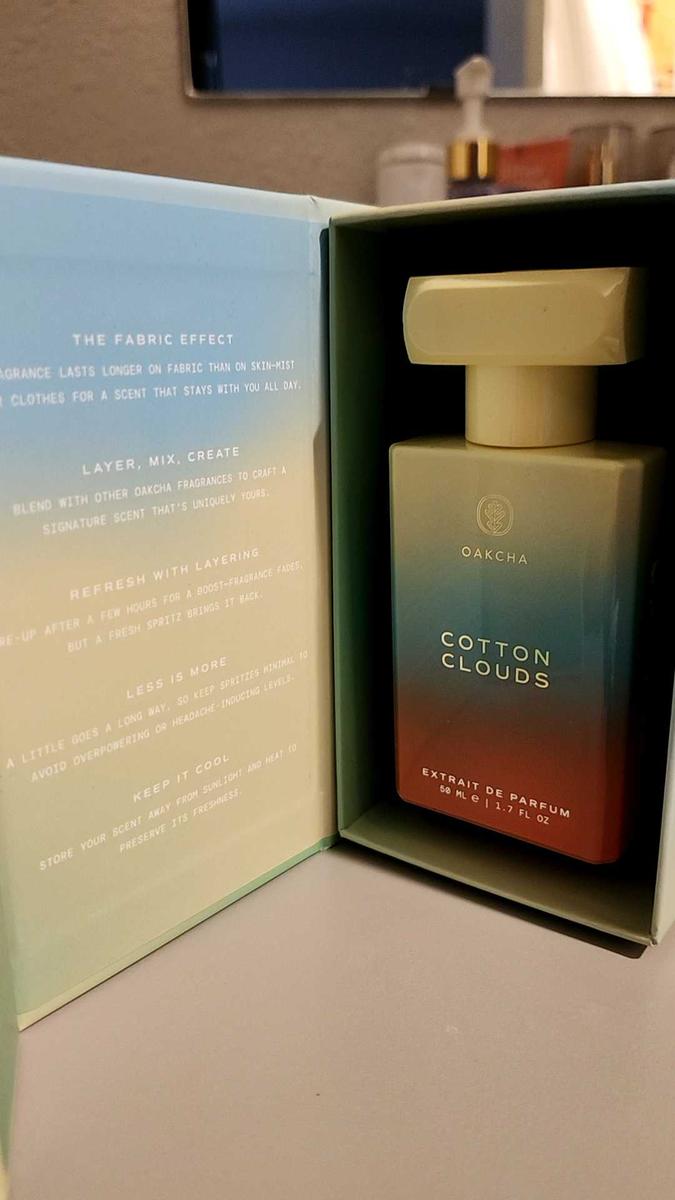 THE FABRIC EFFECT
AGRANCE LASTS LONGER ON FABRIC THAN ON SKIN—MIST
CLOTHES FOR A SCENT THAT STAYS WITH YOU ALL DAY.
LAYER, MIX, CREATE
BLEND WITH OTHER OAKCHA FRAGRANCES TO CRAFT A
SIGNATURE SCENT THAT'S UNIQUELY YOURS.
REFRESH WITH LAYERING
RE-UP AFTER A FEW HOURS FOR A BOOST—FRAGRANCE FADES,
BUT A FRESH SPRITZ BRINGS IT BACK.
LESS IS MORE
A LITTLE GOES A LONG WAY, SO KEEP SPRITZES MINIMAL TO
AVOID OVERPOWERING OR HEADACHE-INDUCING LEVELS.
KEEP IT COOL
STORE YOUR SCENT AWAY FROM SUNLIGHT AND HEAT TO
PRESERVE ITS FRESHNESS.
OAKCHA
COTTON
CLOUDS
EXTRAIT DE PARFUM
50 ML ℮ | 1.7 FL OZ